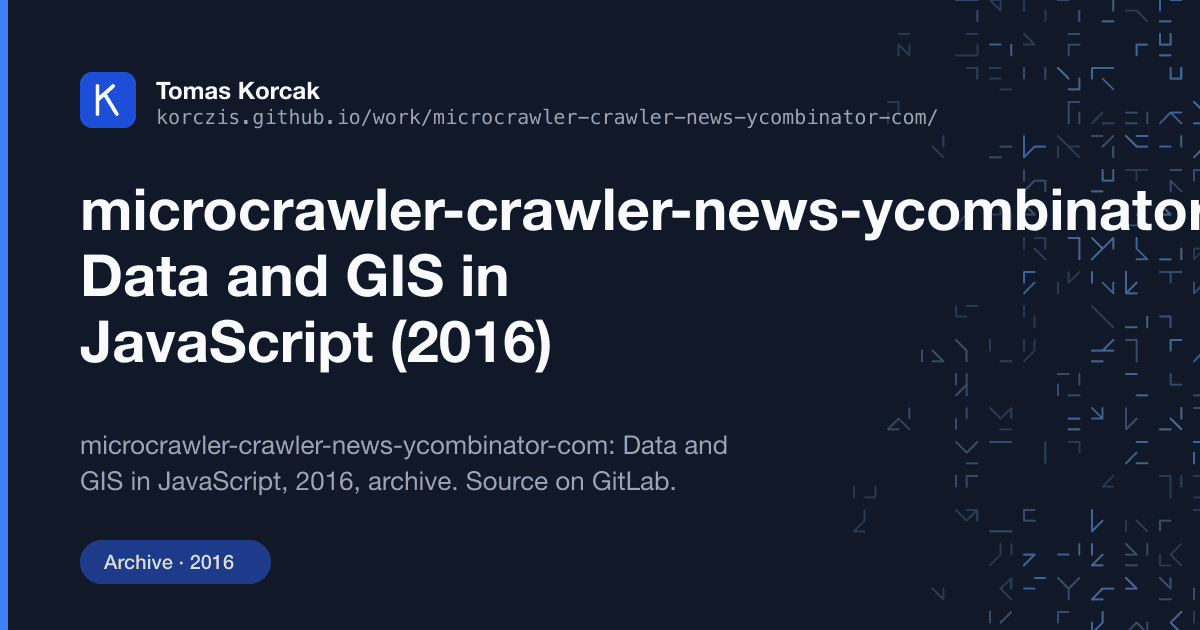 K
Tomas Korcak
korczis.github.io/work/microcrawler-crawler-news-ycombinator-com/
microcrawler-crawler-news-ycombinator
Data and GIS in
JavaScript (2016)
microcrawler-crawler-news-ycombinator-com: Data and
GIS in JavaScript, 2016, archive. Source on GitLab.
Archive · 2016